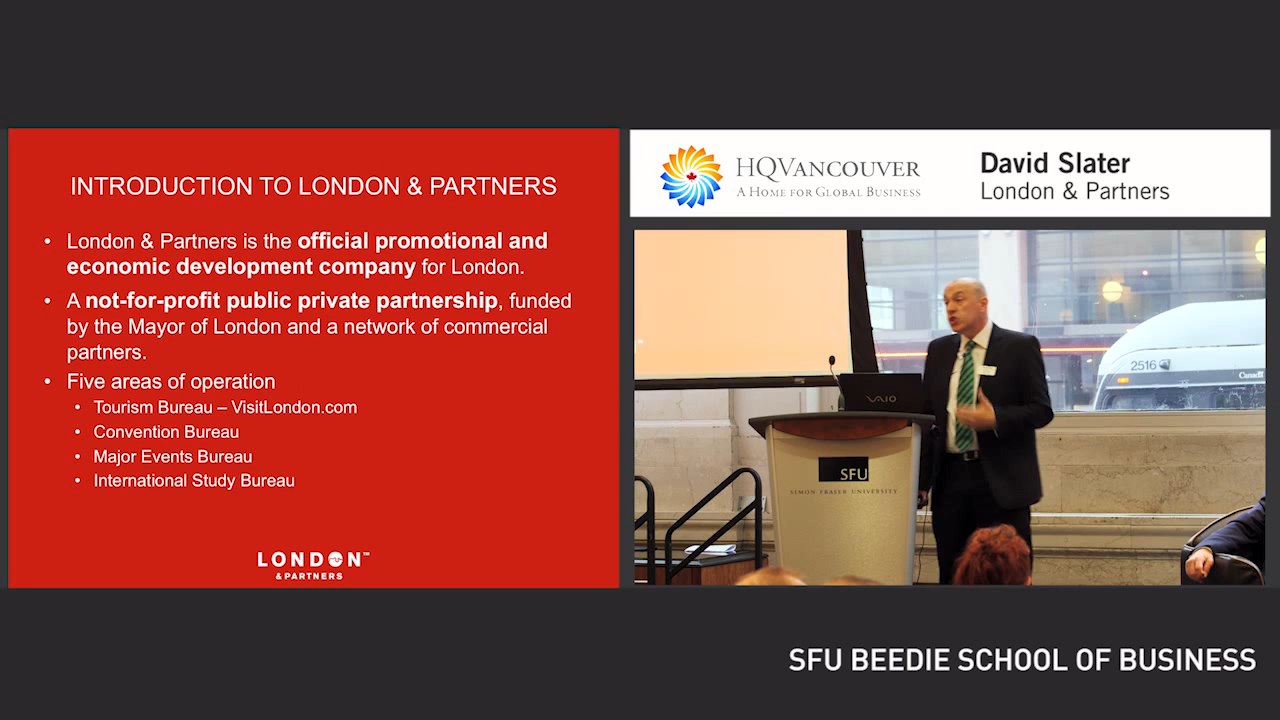 INTRODUCTION TO LONDON & PARTNERS
• London & Partners is the official promotional and
economic development company for London.
• A not-for-profit public private partnership, funded
by the Mayor of London and a network of commercial
partners.
• Five areas of operation
• Tourism Bureau – VisitLondon.com
• Convention Bureau
• Major Events Bureau
• International Study Bureau
LONDON™
& PARTNERS
HQVANCOUVER
A HOME FOR GLOBAL BUSINESS
David Slater
London & Partners
2516
Canada
VAIO
SFU
SIMON FRASER UNIVERSITY
SFU BEEDIE SCHOOL OF BUSINESS